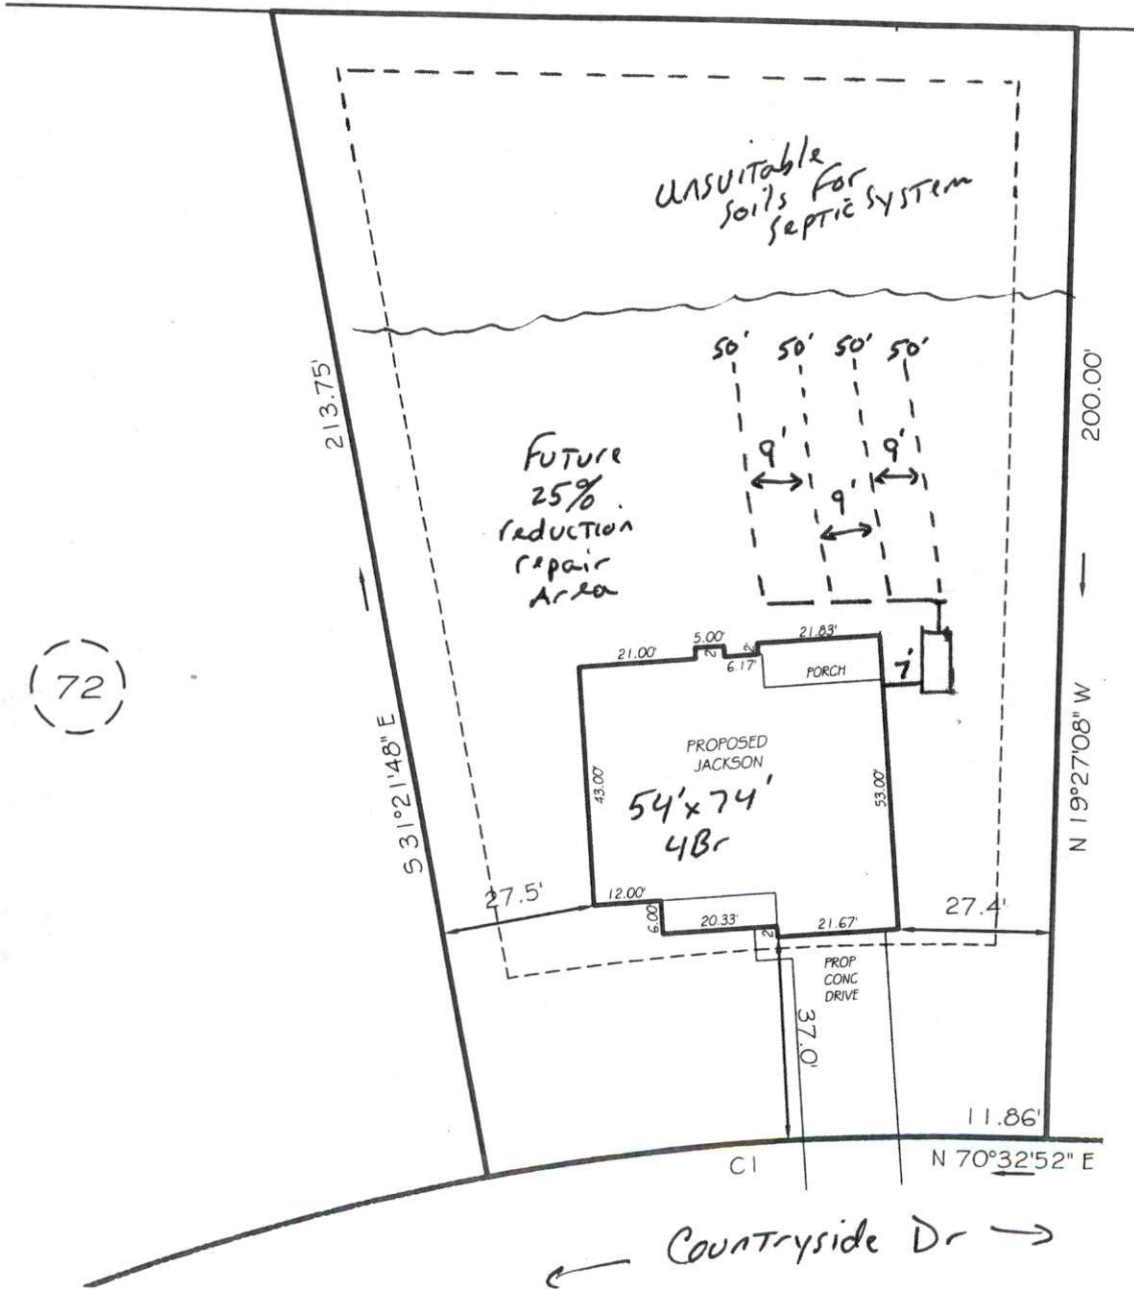 Unsuitable
soils For
septic system
50' 50' 50' 50'
9' 9'
9'
213.75'
200.00'
Future
25%
reduction
repair
Area
72
S 31°21'48" E
N 19°27'08" W
21.00'
5.00'
2'
6.17'
2'
21.83'
PORCH
7'
PROPOSED
JACKSON
54' x 74'
4Br
43.00'
53.00'
27.5'
12.00'
6.00'
20.33'
2'
21.67'
27.4'
PROP
CONC
DRIVE
37.0'
11.86'
C1
N 70°32'52" E
Countryside Dr